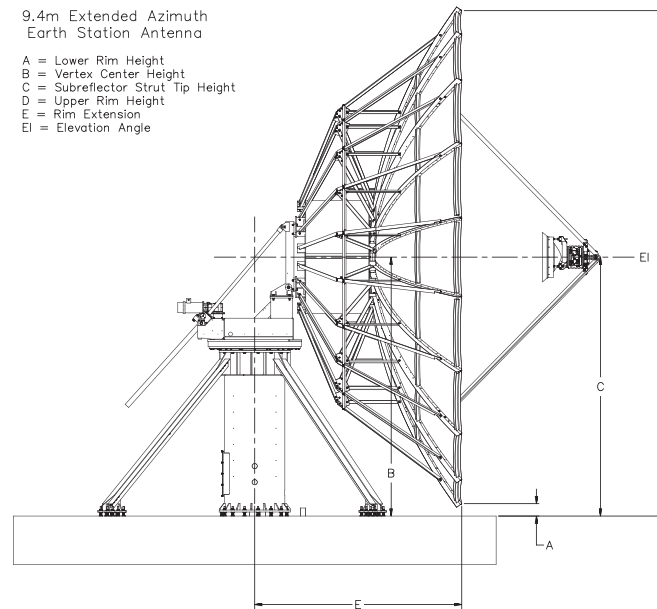 9.4m Extended Azimuth
Earth Station Antenna
A = Lower Rim Height
B = Vertex Center Height
C = Subreflector Strut Tip Height
D = Upper Rim Height
E = Rim Extension
El = Elevation Angle
El
C
B
A
E